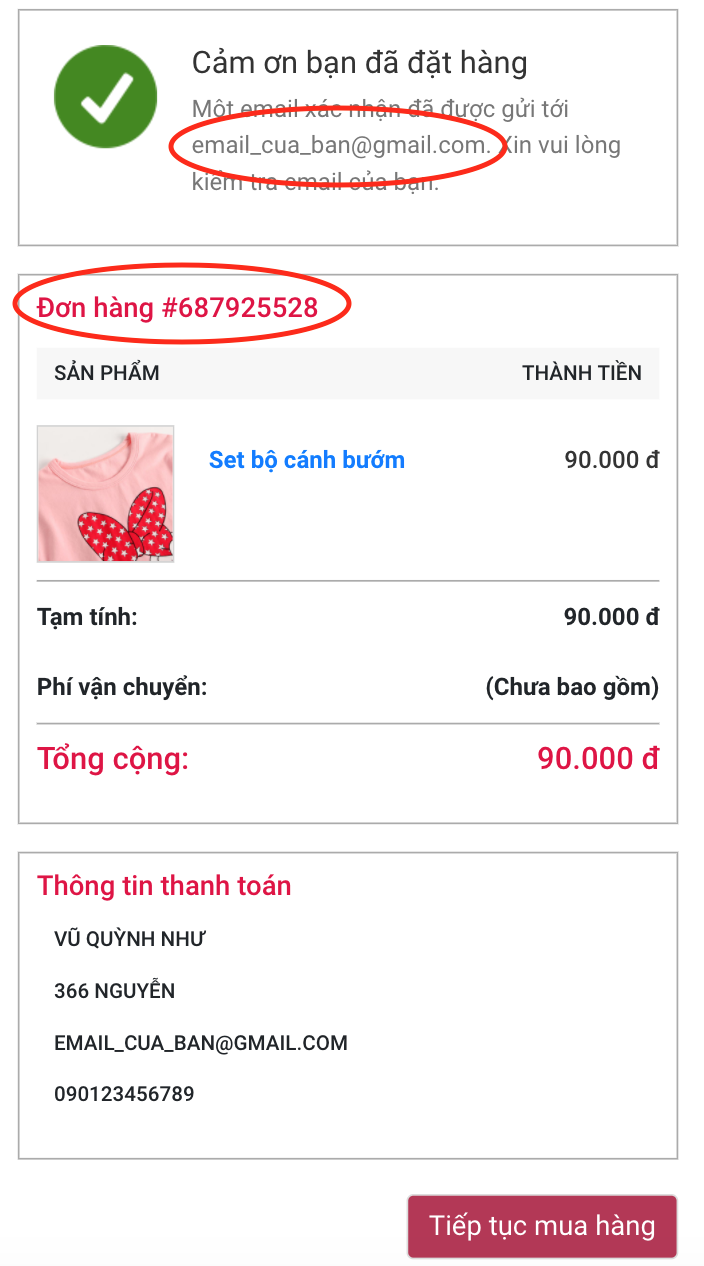 Cảm ơn bạn đã đặt hàng
Một email xác nhận đã được gửi tới
email_cua_ban@gmail.com. Xin vui lòng
kiểm tra email của bạn.
Đơn hàng #687925528
SẢN PHẨM THÀNH TIỀN
Set bộ cánh bướm 90.000 đ
Tạm tính: 90.000 đ
Phí vận chuyển: (Chưa bao gồm)
Tổng cộng: 90.000 đ
Thông tin thanh toán
VŨ QUỲNH NHƯ
366 NGUYỄN
EMAIL_CUA_BAN@GMAIL.COM
090123456789
Tiếp tục mua hàng